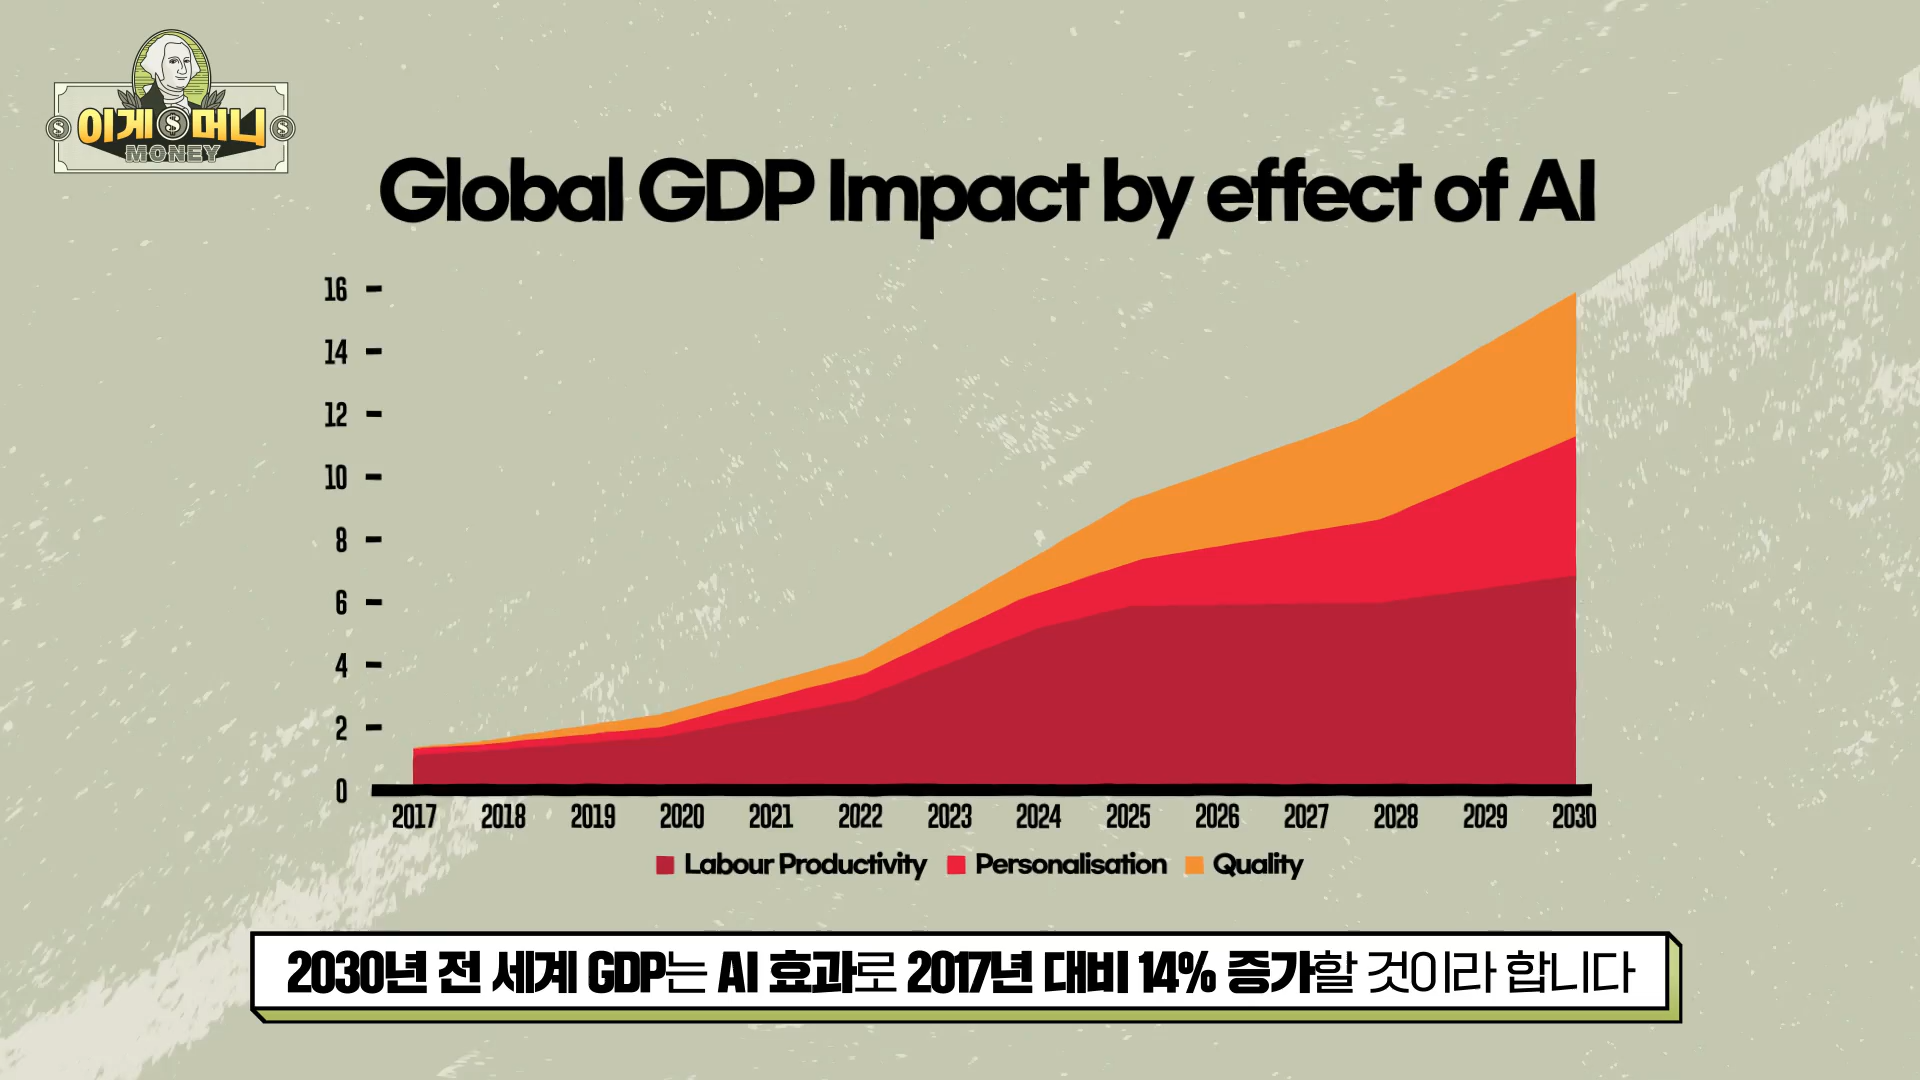 이게 $ 머니
$ $
MONEY
Global GDP Impact by effect of AI
16
14
12
10
8
6
4
2
0
2017 2018 2019 2020 2021 2022 2023 2024 2025 2026 2027 2028 2029 2030
Labour Productivity Personalisation Quality
2030년 전 세계 GDP는 AI 효과로 2017년 대비 14% 증가할 것이라 합니다